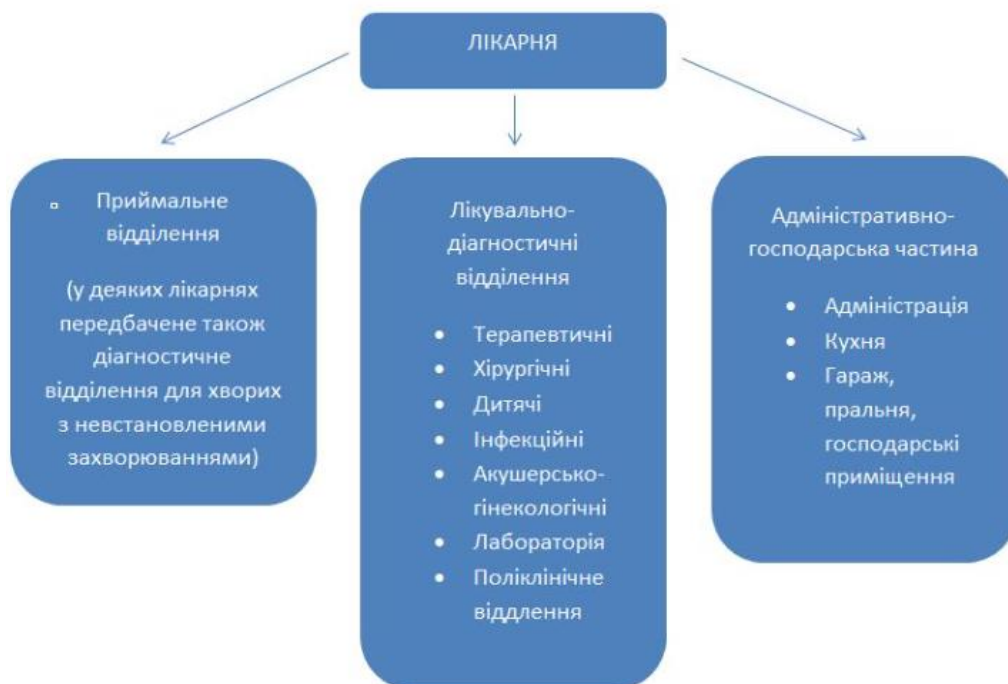 ЛІКАРНЯ
Приймальне
відділення
(у деяких лікарнях
передбачене також
діагностичне
відділення для хворих
з невстановленими
захворюваннями)
Лікувально-
діагностичні
відділення
• Терапевтичні
• Хірургічні
• Дитячі
• Інфекційні
• Акушерсько-
гінекологічні
• Лабораторія
• Поліклінічне
віддлення
Адміністративно-
господарська частина
• Адміністрація
• Кухня
• Гараж,
пральня,
господарські
приміщення